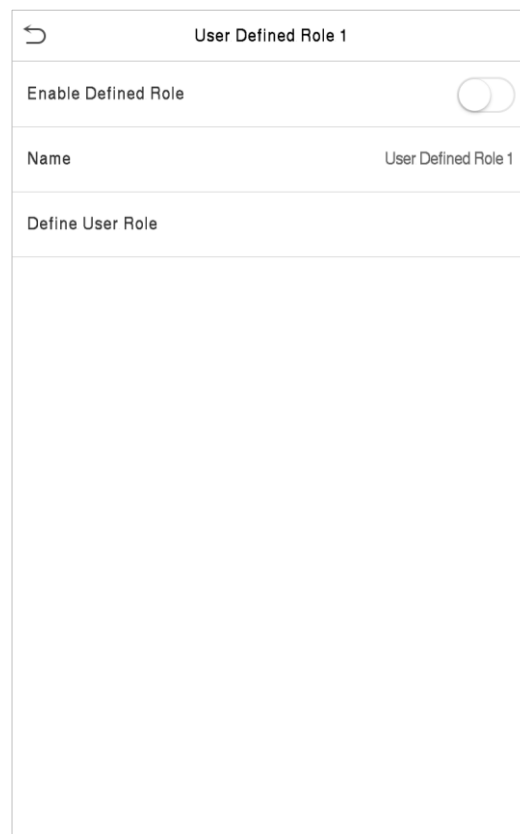 User Defined Role 1
Enable Defined Role
Name User Defined Role 1
Define User Role